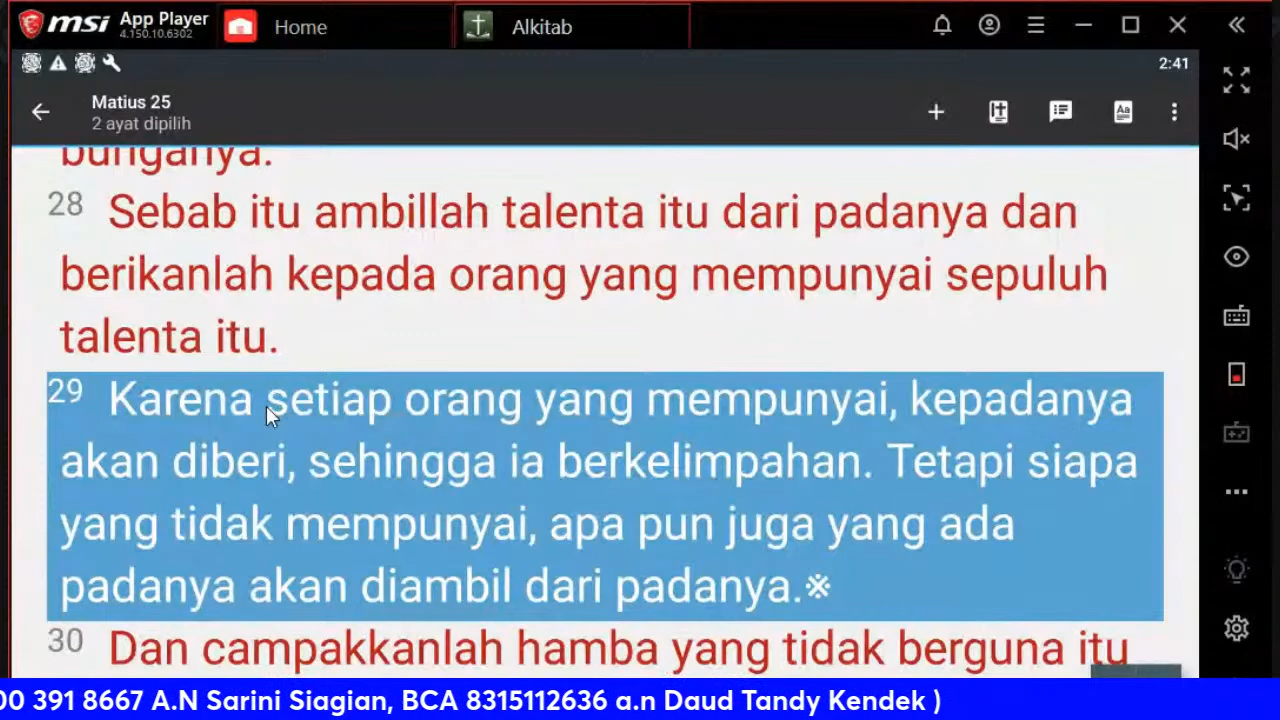 msi App Player
4.150.10.6302
Home
Alkitab
2:41
Matius 25
2 ayat dipilih
bunganya.
28 Sebab itu ambillah talenta itu dari padanya dan
berikanlah kepada orang yang mempunyai sepuluh
talenta itu.
29 Karena setiap orang yang mempunyai, kepadanya
akan diberi, sehingga ia berkelimpahan. Tetapi siapa
yang tidak mempunyai, apa pun juga yang ada
padanya akan diambil dari padanya.※
30 Dan campakkanlah hamba yang tidak berguna itu
00 391 8667 A.N Sarini Siagian, BCA 8315112636 a.n Daud Tandy Kendek )